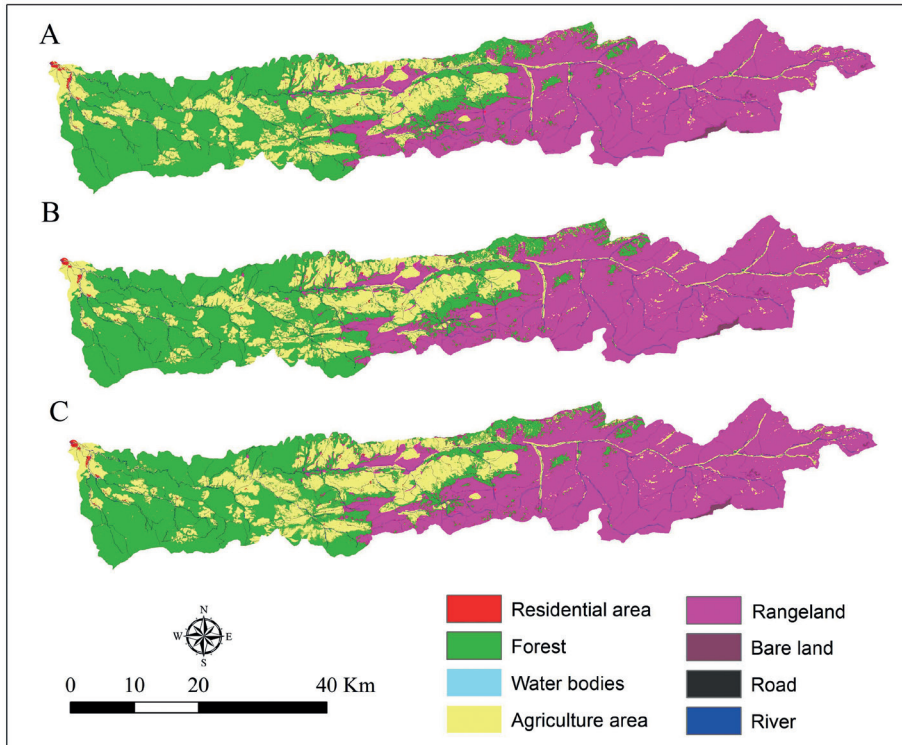 A
B
C
N
W E
S
0 10 20 40 Km
Residential area
Forest
Water bodies
Agriculture area
Rangeland
Bare land
Road
River